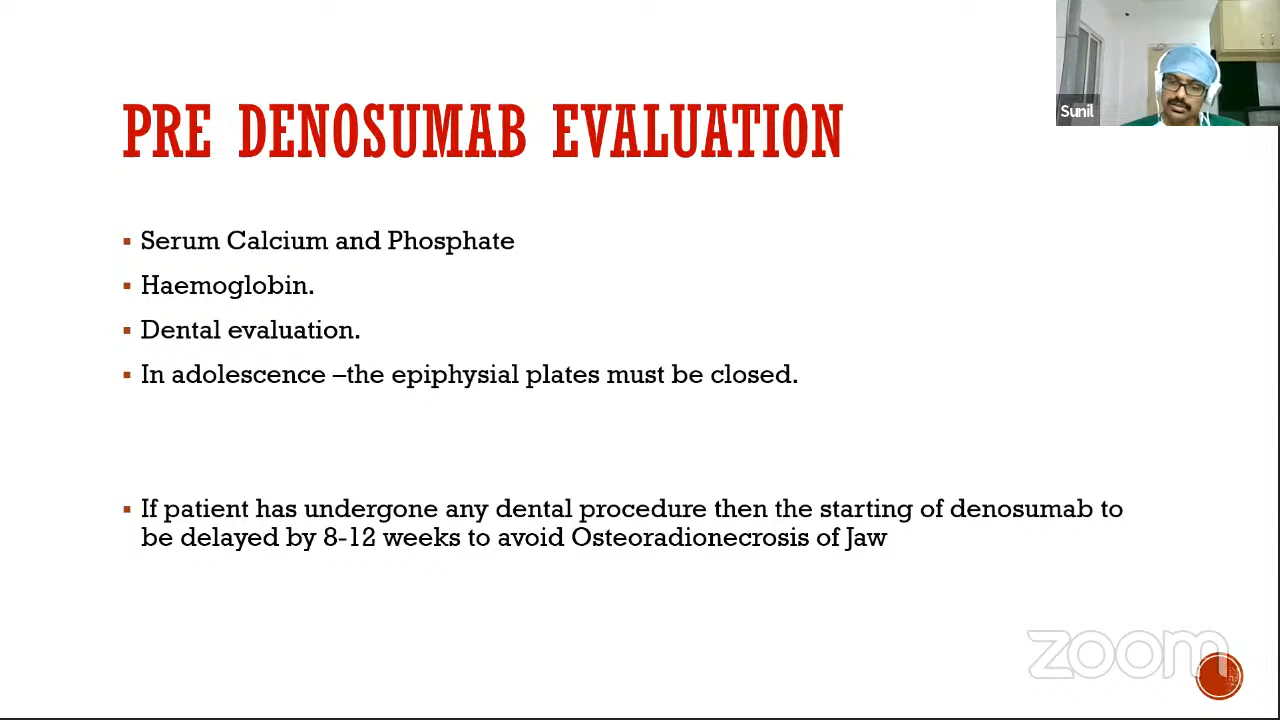 Sunil
PRE DENOSUMAB EVALUATION
▪ Serum Calcium and Phosphate
▪ Haemoglobin.
▪ Dental evaluation.
▪ In adolescence –the epiphysial plates must be closed.
▪ If patient has undergone any dental procedure then the starting of denosumab to
be delayed by 8-12 weeks to avoid Osteoradionecrosis of Jaw
zoom